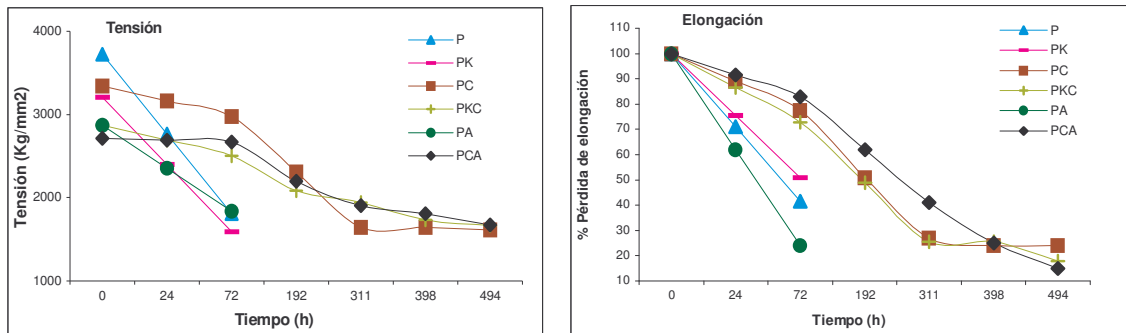 Tensión
4000
3000
2000
1000
Tensión (Kg/mm2)
0 24 72 192 311 398 494
Tiempo (h)
P
PK
PC
PKC
PA
PCA
Elongación
110
100
90
80
70
60
50
40
30
20
10
% Pérdida de elongación
0 24 72 192 311 398 494
Tiempo (h)
P
PK
PC
PKC
PA
PCA